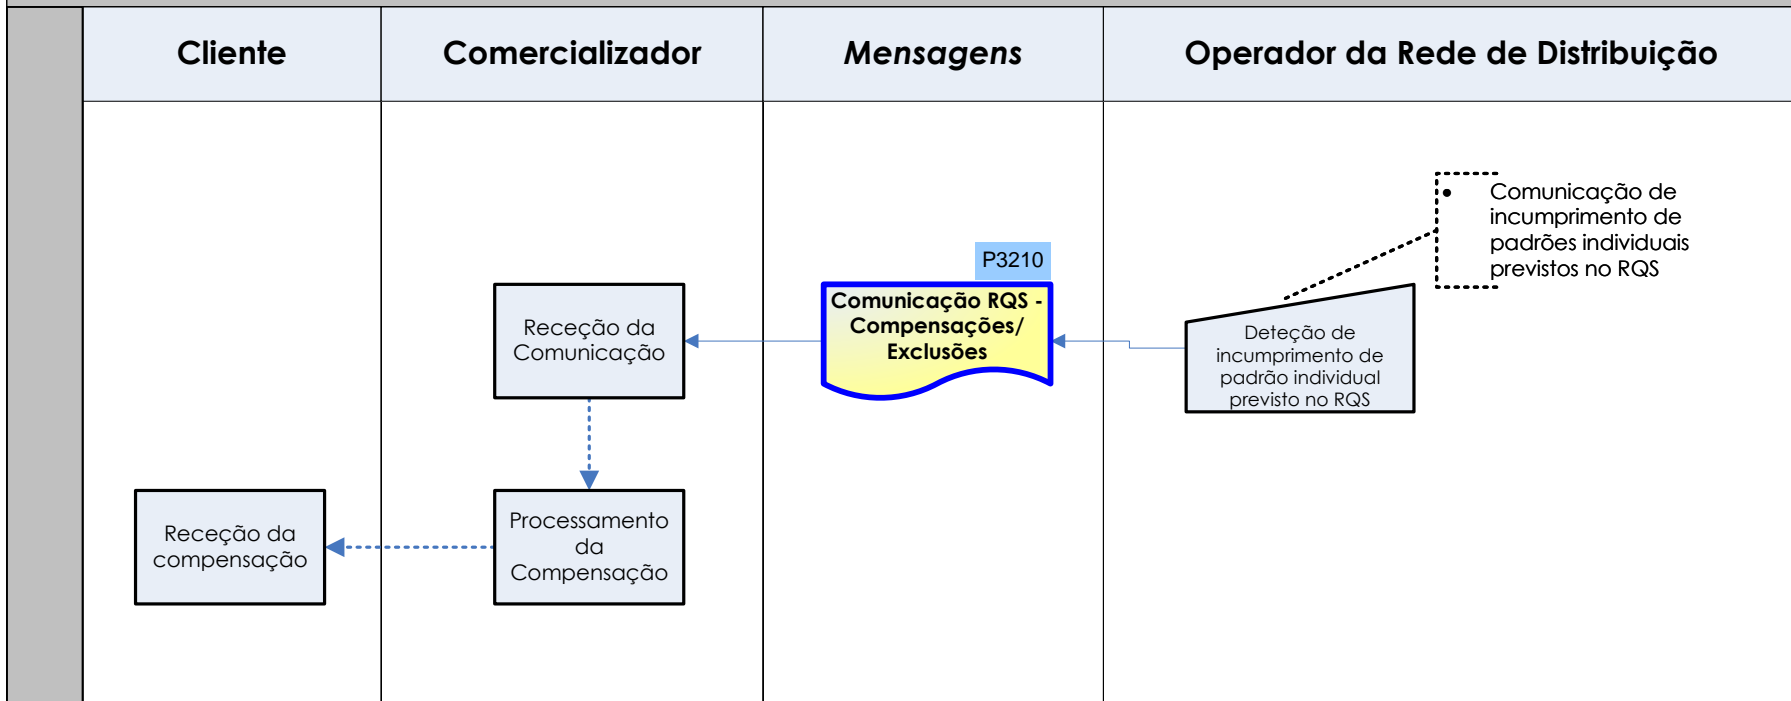 Cliente
Comercializador
Mensagens
Operador da Rede de Distribuição
• Comunicação de
incumprimento de
padrões individuais
previstos no RQS
P3210
Comunicação RQS -
Compensações/
Exclusões
Receção da
Comunicação
Deteção de
incumprimento de
padrão individual
previsto no RQS
Receção da
compensação
Processamento
da
Compensação